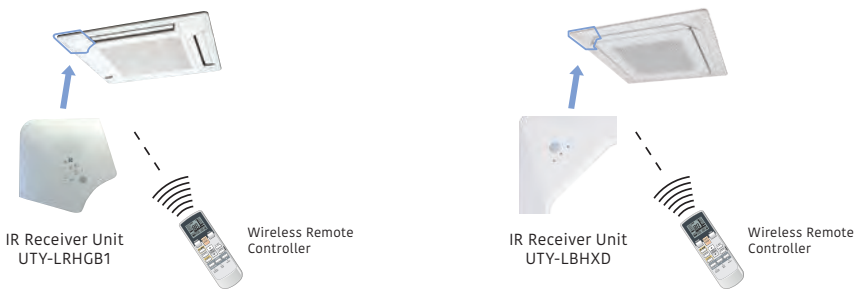 IR Receiver Unit
UTY-LRHGB1
Wireless Remote
Controller
IR Receiver Unit
UTY-LBHXD
Wireless Remote
Controller